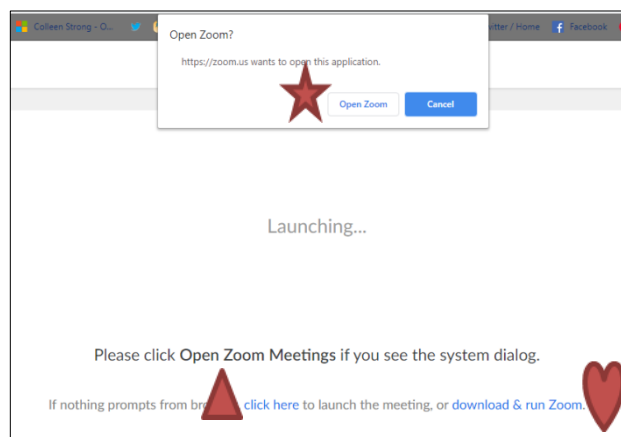 Colleen Strong - O...
Open Zoom?
/ Home
Facebook
https://zoom.us wants to open this application.
Open Zoom
Cancel
Launching...
Please click Open Zoom Meetings if you see the system dialog.
If nothing prompts from click here to launch the meeting, or download & run Zoom.